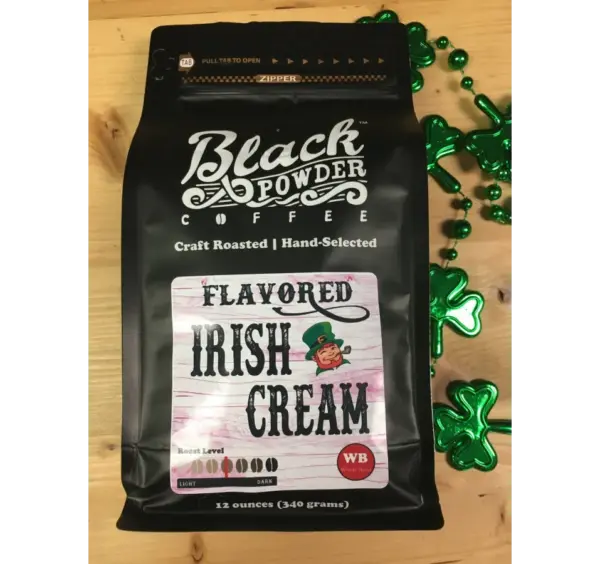 TAB
PULL TAB TO OPEN
ZIPPER
Black
POWDER
COFFEE
Craft Roasted | Hand-Selected
FLAVORED
IRISH
CREAM
Roast Level
LIGHT DARK
WB
12 ounces (340 grams)